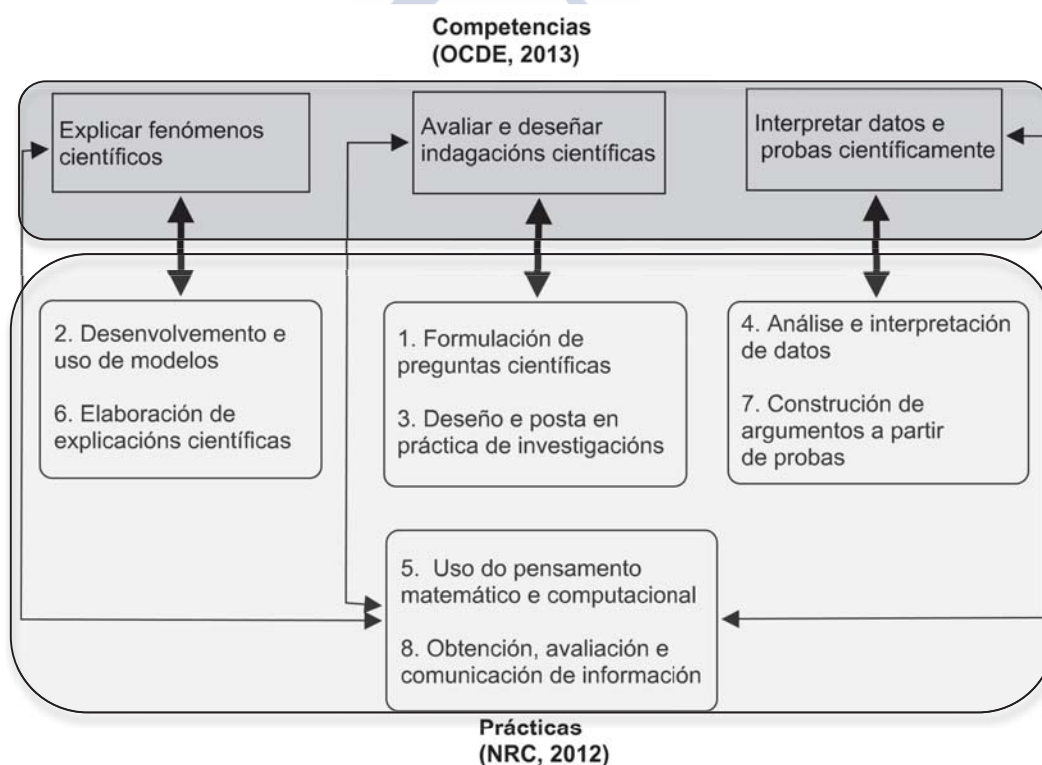 Competencias
(OCDE, 2013)
Explicar fenómenos
científicos
Avaliar e deseñar
indagacións científicas
Interpretar datos e
probas científicamente
2. Desenvolvemento e
uso de modelos
6. Elaboración de
explicacións científicas
1. Formulación de
preguntas científicas
3. Deseño e posta en
práctica de investigacións
4. Análise e interpretación
de datos
7. Construción de
argumentos a partir
de probas
5. Uso do pensamento
matemático e computacional
8. Obtención, avaliación e
comunicación de información
Prácticas
(NRC, 2012)